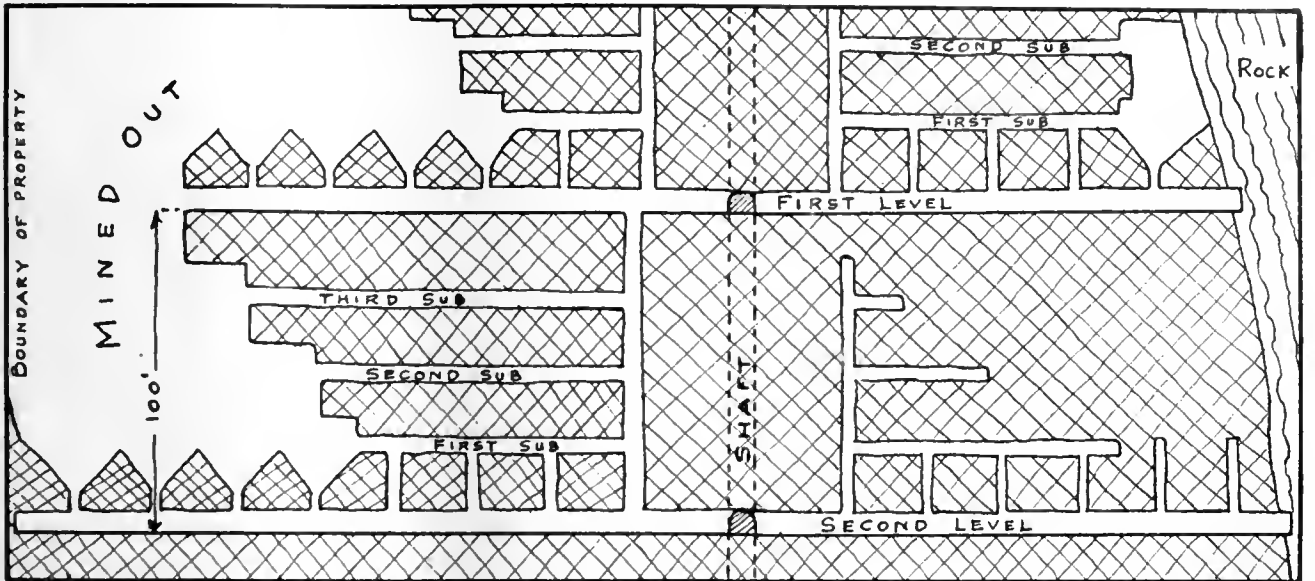 SECOND SUB
ROCK
FIRST SUB
BOUNDARY OF PROPERTY
MINED OUT
FIRST LEVEL
THIRD SUB
SECOND SUB
100'
SHAFT
FIRST SUB
SECOND LEVEL